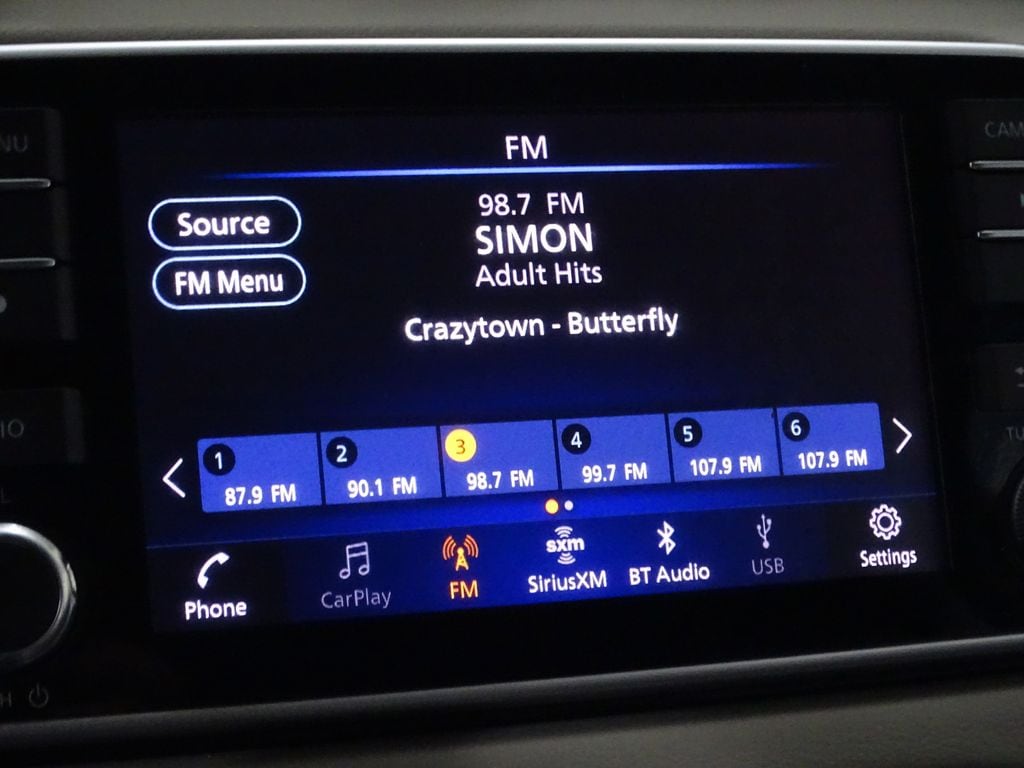 FM
Source
98.7 FM
SIMON
FM Menu
Adult Hits
Crazytown - Butterfly
1 2 3 4 5 6
87.9 FM 90.1 FM 98.7 FM 99.7 FM 107.9 FM 107.9 FM
sxm
Phone CarPlay FM SiriusXM BT Audio USB Settings